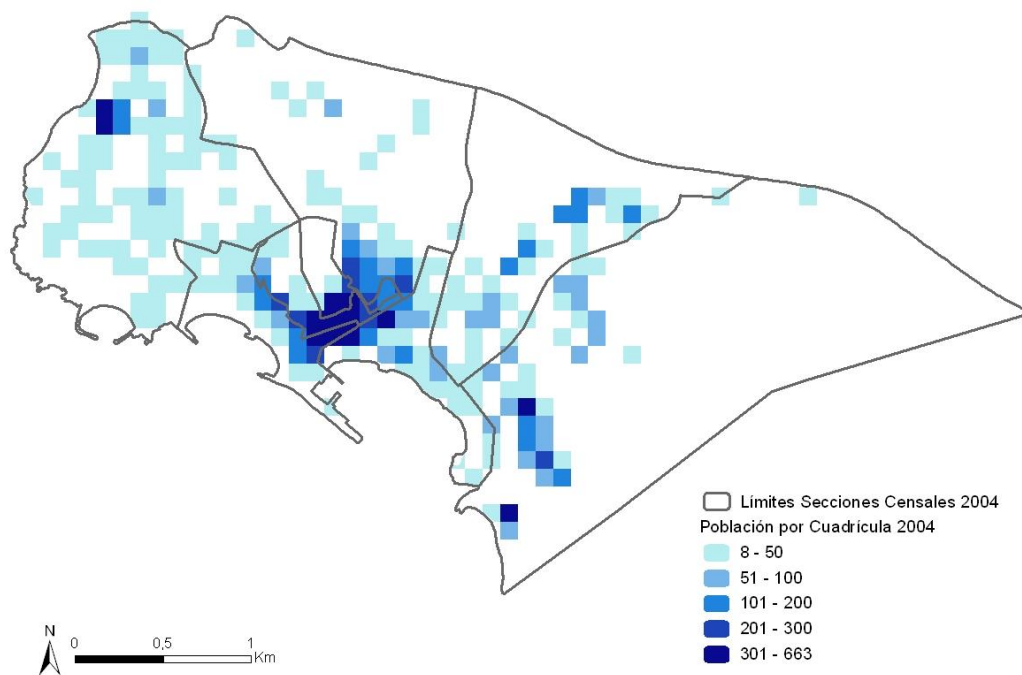 Límites Secciones Censales 2004
Población por Cuadrícula 2004
8 - 50
51 - 100
101 - 200
201 - 300
301 - 663
N
0 0,5 1
Km